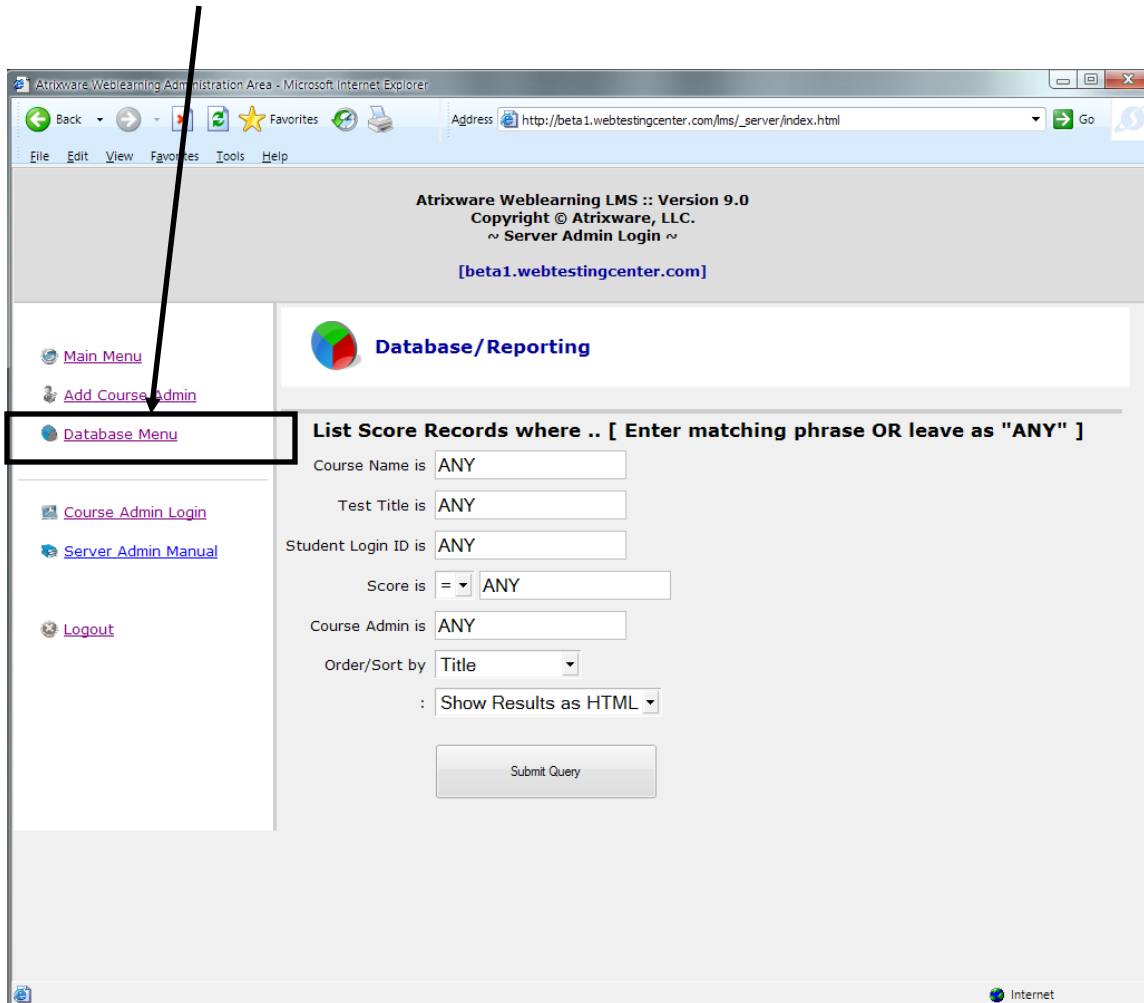 Atrixware Weblearning Administration Area - Microsoft Internet Explorer
Back Favorites Address http://beta1.webtestingcenter.com/lms/_server/index.html Go
File Edit View Favorites Tools Help
Atrixware Weblearning LMS :: Version 9.0
Copyright © Atrixware, LLC.
~ Server Admin Login ~
[beta1.webtestingcenter.com]
Main Menu
Add Course Admin
Database Menu
Course Admin Login
Server Admin Manual
Logout
Database/Reporting
List Score Records where .. [ Enter matching phrase OR leave as "ANY" ]
Course Name is ANY
Test Title is ANY
Student Login ID is ANY
Score is = ANY
Course Admin is ANY
Order/Sort by Title
: Show Results as HTML
Submit Query
Internet